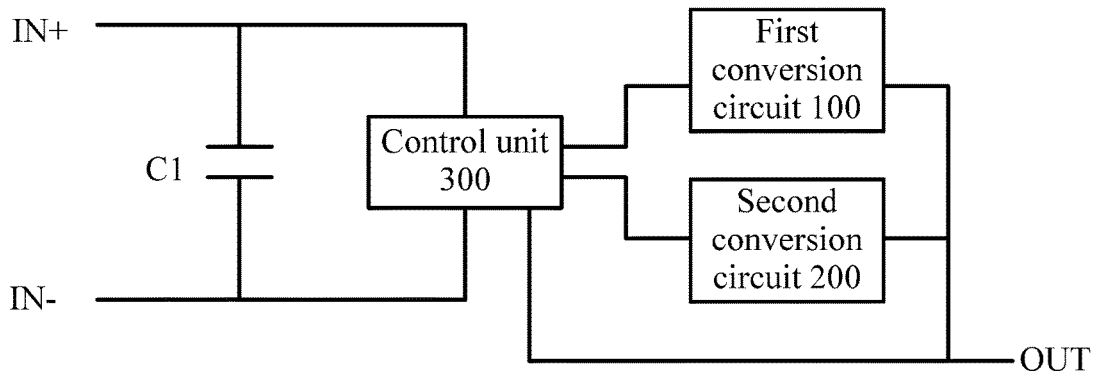 IN+
First
conversion
circuit 100
Control unit
300
C1
Second
conversion
circuit 200
IN-
OUT